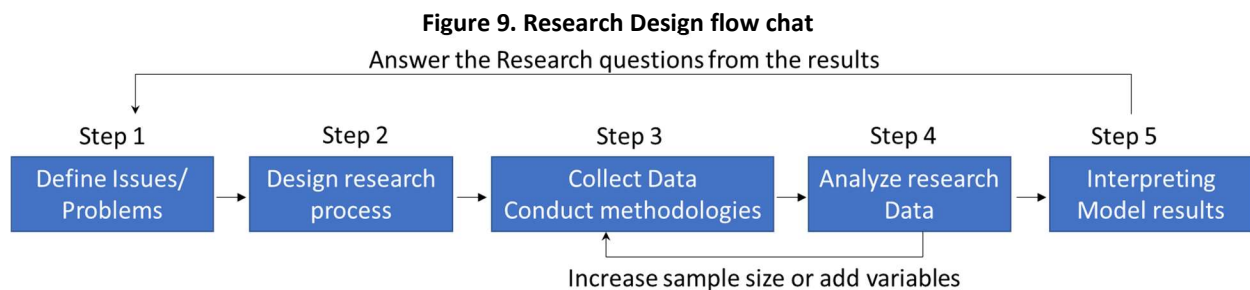 Figure 9. Research Design flow chat
Answer the Research questions from the results
Step 1
Define Issues/
Problems
Step 2
Design research
process
Step 3
Collect Data
Conduct methodologies
Step 4
Analyze research
Data
Step 5
Interpreting
Model results
Increase sample size or add variables